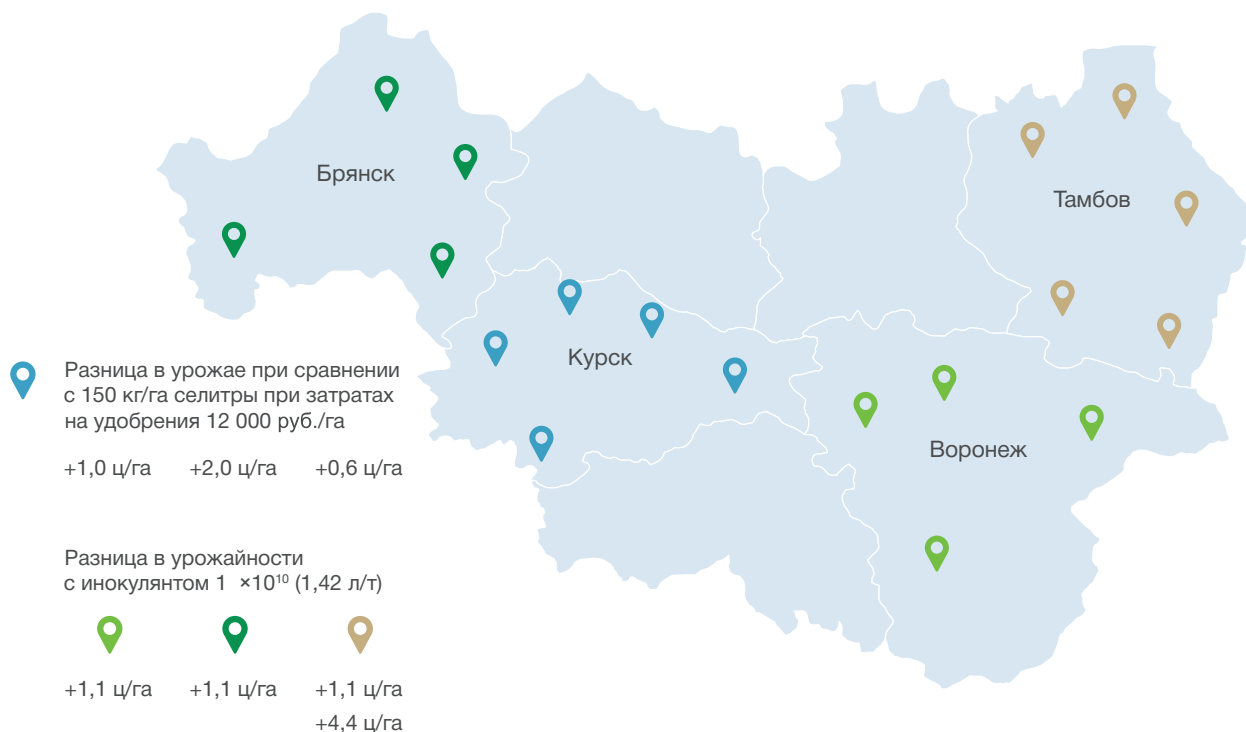 Брянск
Тамбов
Курск
Воронеж
Разница в урожае при сравнении
с 150 кг/га селитры при затратах
на удобрения 12 000 руб./га
+1,0 ц/га +2,0 ц/га +0,6 ц/га
Разница в урожайности
с инокулянтом 1 ×10¹⁰ (1,42 л/т)
+1,1 ц/га +1,1 ц/га +1,1 ц/га
+4,4 ц/га